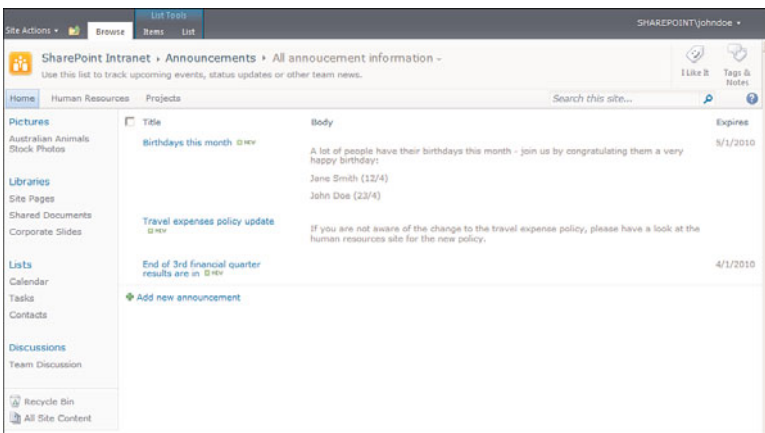 List Tools
Site Actions
Browse
Items
List
SHAREPOINT\johndoe
SharePoint Intranet › Announcements › All annoucement information
Use this list to track upcoming events, status updates or other team news.
I Like It
Tags &
Notes
Home
Human Resources
Projects
Search this site...
Pictures
Australian Animals
Stock Photos
Libraries
Site Pages
Shared Documents
Corporate Slides
Lists
Calendar
Tasks
Contacts
Discussions
Team Discussion
Recycle Bin
All Site Content
Title
Body
Expires
Birthdays this month NEW
A lot of people have their birthdays this month - join us by congratulating them a very
happy birthday:
Jane Smith (12/4)
John Doe (23/4)
5/1/2010
Travel expenses policy update
NEW
If you are not aware of the change to the travel expense policy, please have a look at the
human resources site for the new policy.
End of 3rd financial quarter
results are in NEW
4/1/2010
Add new announcement